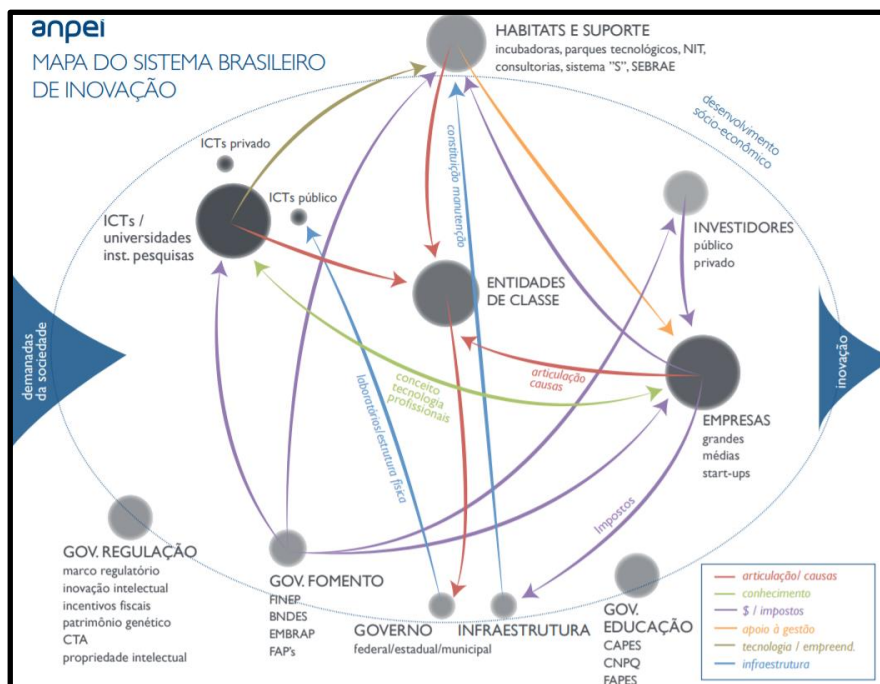 anpei
MAPA DO SISTEMA BRASILEIRO
DE INOVAÇÃO
HABITATS E SUPORTE
incubadoras, parques tecnológicos, NIT,
consultorias, sistema "S", SEBRAE
desenvolvimento
sócio-econômico
ICTs privado
ICTs público
ICTs /
universidades
inst. pesquisas
constituição manutenção
INVESTIDORES
público
privado
ENTIDADES
DE CLASSE
demanadas
da sociedade
inovação
articulação
causas
conceito
tecnologia
profissionais
laboratórios/estrutura física
EMPRESAS
grandes
médias
start-ups
Impostos
GOV. REGULAÇÃO
marco regulatório
inovação intelectual
incentivos fiscais
patrimônio genético
CTA
propriedade intelectual
GOV. FOMENTO
FINEP
BNDES
EMBRAP
FAP's
GOVERNO
federal/estadual/municipal
INFRAESTRUTURA
GOV.
EDUCAÇÃO
CAPES
CNPQ
FAPES
articulação/ causas
conhecimento
$ / impostos
apoio à gestão
tecnologia / empreend.
infraestrutura